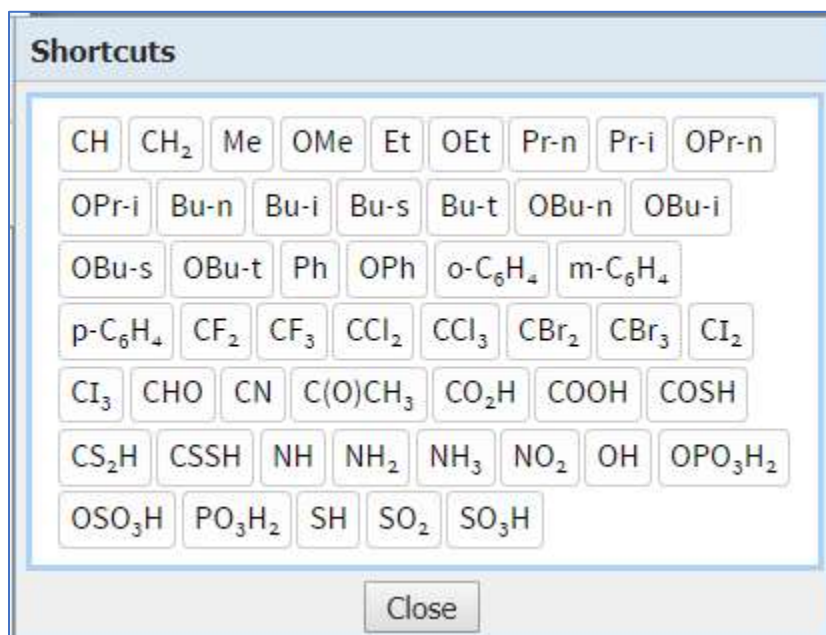 Shortcuts
CH CH₂ Me OMe Et OEt Pr-n Pr-i OPr-n
OPr-i Bu-n Bu-i Bu-s Bu-t OBu-n OBu-i
OBu-s OBu-t Ph OPh o-C₆H₄ m-C₆H₄
p-C₆H₄ CF₂ CF₃ CCl₂ CCl₃ CBr₂ CBr₃ CI₂
CI₃ CHO CN C(O)CH₃ CO₂H COOH COSH
CS₂H CSSH NH NH₂ NH₃ NO₂ OH OPO₃H₂
OSO₃H PO₃H₂ SH SO₂ SO₃H
Close